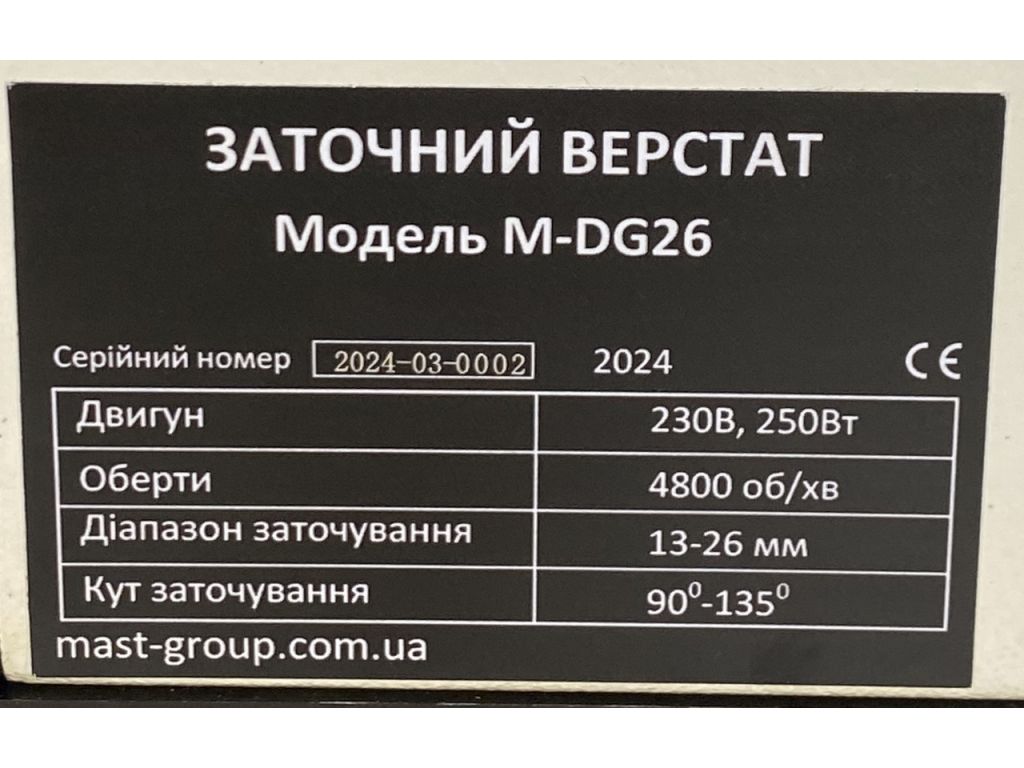 ЗАТОЧНИЙ ВЕРСТАТ
Модель M-DG26
Серійний номер 2024-03-0002 2024 CE
Двигун 230В, 250Вт
Оберти 4800 об/хв
Діапазон заточування 13-26 мм
Кут заточування 90⁰-135⁰
mast-group.com.ua